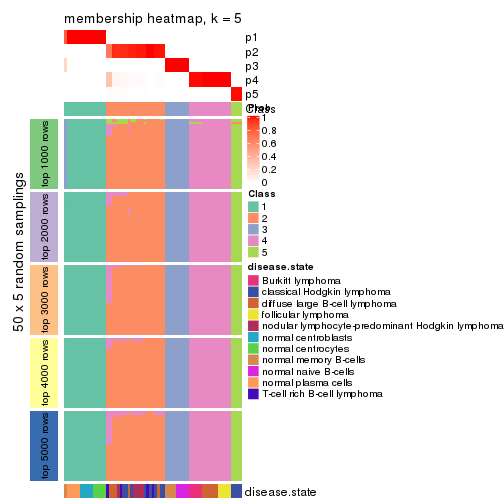 membership heatmap, k = 5
p1
p2
p3
p4
p5
Class
Prob
1
0.8
0.6
0.4
0.2
0
Class
1
2
3
4
5
disease.state
Burkitt lymphoma
classical Hodgkin lymphoma
diffuse large B-cell lymphoma
follicular lymphoma
nodular lymphocyte-predominant Hodgkin lymphoma
normal centroblasts
normal centrocytes
normal memory B-cells
normal naive B-cells
normal plasma cells
T-cell rich B-cell lymphoma
50 x 5 random samplings
top 1000 rows
top 2000 rows
top 3000 rows
top 4000 rows
top 5000 rows
disease.state